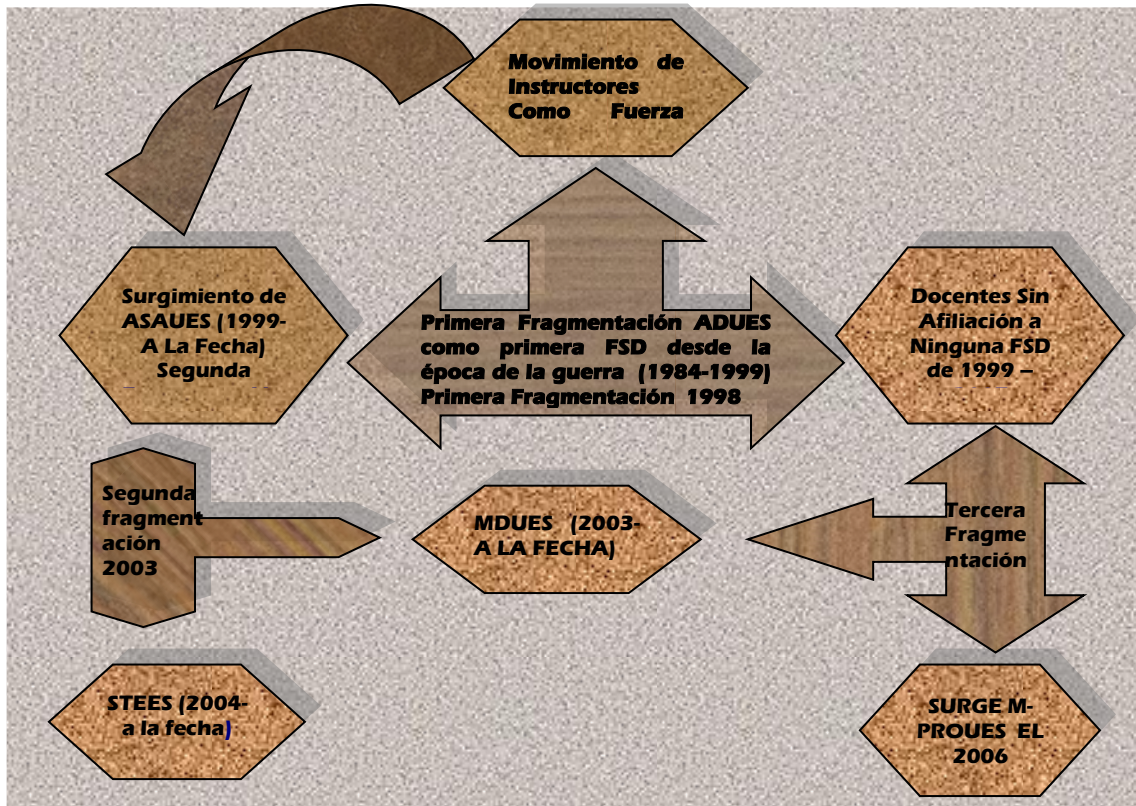 Movimiento de
Instructores
Como Fuerza
Surgimiento de
ASAUES (1999-
A La Fecha)
Segunda
Primera Fragmentación ADUES
como primera FSD desde la
época de la guerra (1984-1999)
Primera Fragmentación 1998
Docentes Sin
Afiliación a
Ninguna FSD
de 1999 –
Segunda
fragment
ación
2003
MDUES (2003-
A LA FECHA)
Tercera
Fragme
ntación
STEES (2004-
a la fecha)
SURGE M-
PROUES EL
2006